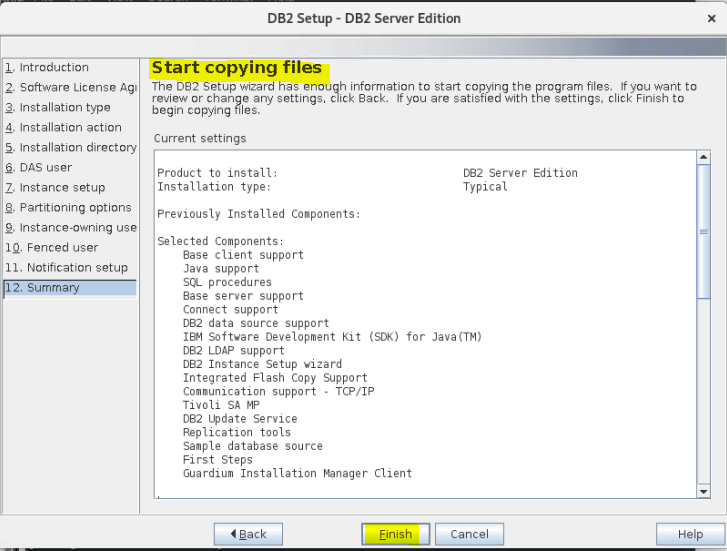 DB2 Setup - DB2 Server Edition
×
1. Introduction
2. Software License Agr
3. Installation type
4. Installation action
5. Installation directory
6. DAS user
7. Instance setup
8. Partitioning options
9. Instance-owning use
10. Fenced user
11. Notification setup
12. Summary
Start copying files
The DB2 Setup wizard has enough information to start copying the program files. If you want to
review or change any settings, click Back. If you are satisfied with the settings, click Finish to
begin copying files.
Current settings
Product to install: DB2 Server Edition
Installation type: Typical
Previously Installed Components:
Selected Components:
Base client support
Java support
SQL procedures
Base server support
Connect support
DB2 data source support
IBM Software Development Kit (SDK) for Java(TM)
DB2 LDAP support
DB2 Instance Setup wizard
Integrated Flash Copy Support
Communication support - TCP/IP
Tivoli SA MP
DB2 Update Service
Replication tools
Sample database source
First Steps
Guardium Installation Manager Client
Back
Finish
Cancel
Help